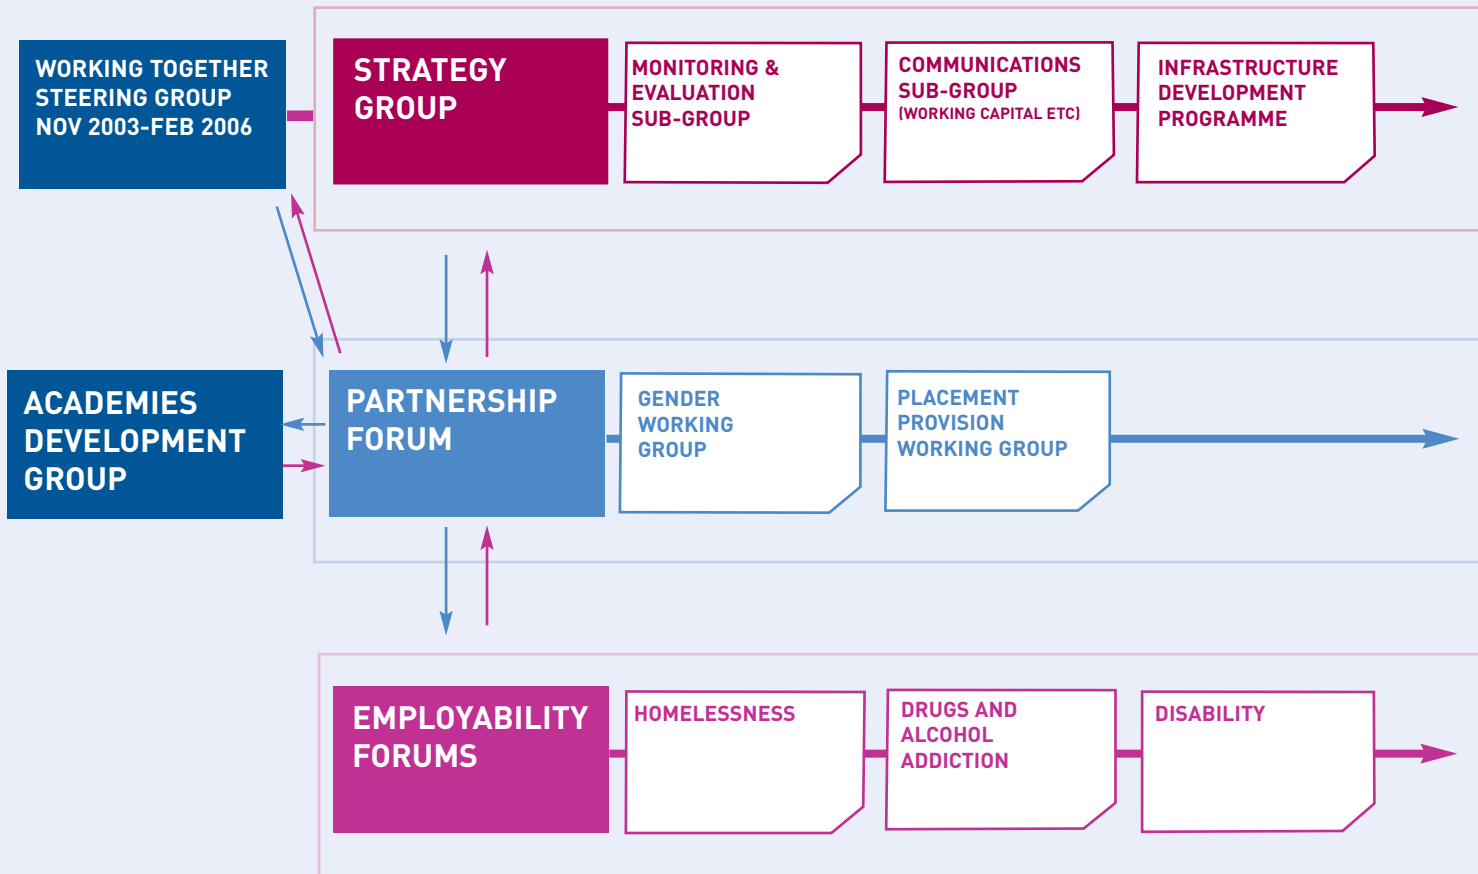 WORKING TOGETHER
STEERING GROUP
NOV 2003-FEB 2006
STRATEGY
GROUP
MONITORING &
EVALUATION
SUB-GROUP
COMMUNICATIONS
SUB-GROUP
(WORKING CAPITAL ETC)
INFRASTRUCTURE
DEVELOPMENT
PROGRAMME
ACADEMIES
DEVELOPMENT
GROUP
PARTNERSHIP
FORUM
GENDER
WORKING
GROUP
PLACEMENT
PROVISION
WORKING GROUP
EMPLOYABILITY
FORUMS
HOMELESSNESS
DRUGS AND
ALCOHOL
ADDICTION
DISABILITY